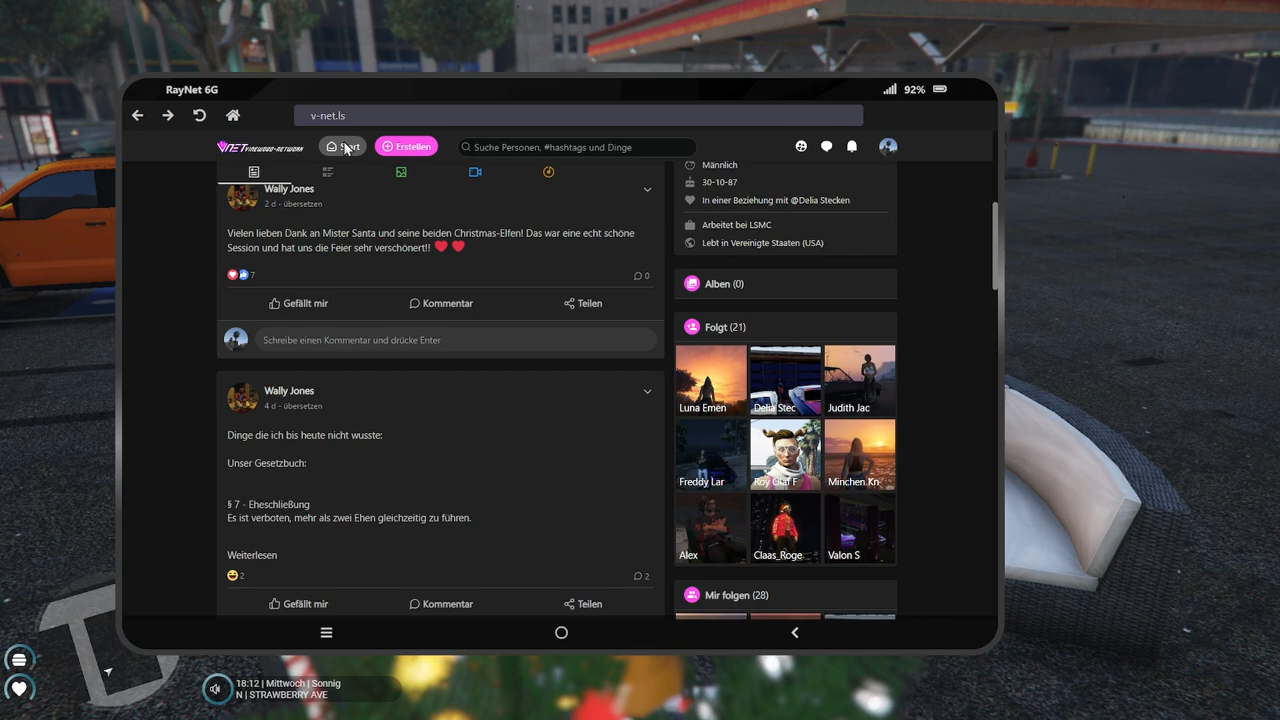 RayNet 6G
92%
v-net.ls
VNET VINEWOOD-NETWORK
Start
Erstellen
Suche Personen, #hashtags und Dinge
Wally Jones
2 d - übersetzen
Vielen lieben Dank an Mister Santa und seine beiden Christmas-Elfen! Das war eine echt schöne
Session und hat uns die Feier sehr verschönert!! ❤️ ❤️
7
0
Gefällt mir
Kommentar
Teilen
Schreibe einen Kommentar und drücke Enter
Wally Jones
4 d - übersetzen
Dinge die ich bis heute nicht wusste:
Unser Gesetzbuch:
§ 7 - Eheschließung
Es ist verboten, mehr als zwei Ehen gleichzeitig zu führen.
Weiterlesen
2
2
Gefällt mir
Kommentar
Teilen
Männlich
30-10-87
In einer Beziehung mit @Delia Stecken
Arbeitet bei LSMC
Lebt in Vereinigte Staaten (USA)
Alben (0)
Folgt (21)
Luna Emen
Delia Stec
Judith Jac
Freddy Lar
Roy Olaf F
Minchen Kn
Alex
Claas_Roge
Valon S
Mir folgen (28)
18:12 | Mittwoch | Sonnig
N | STRAWBERRY AVE